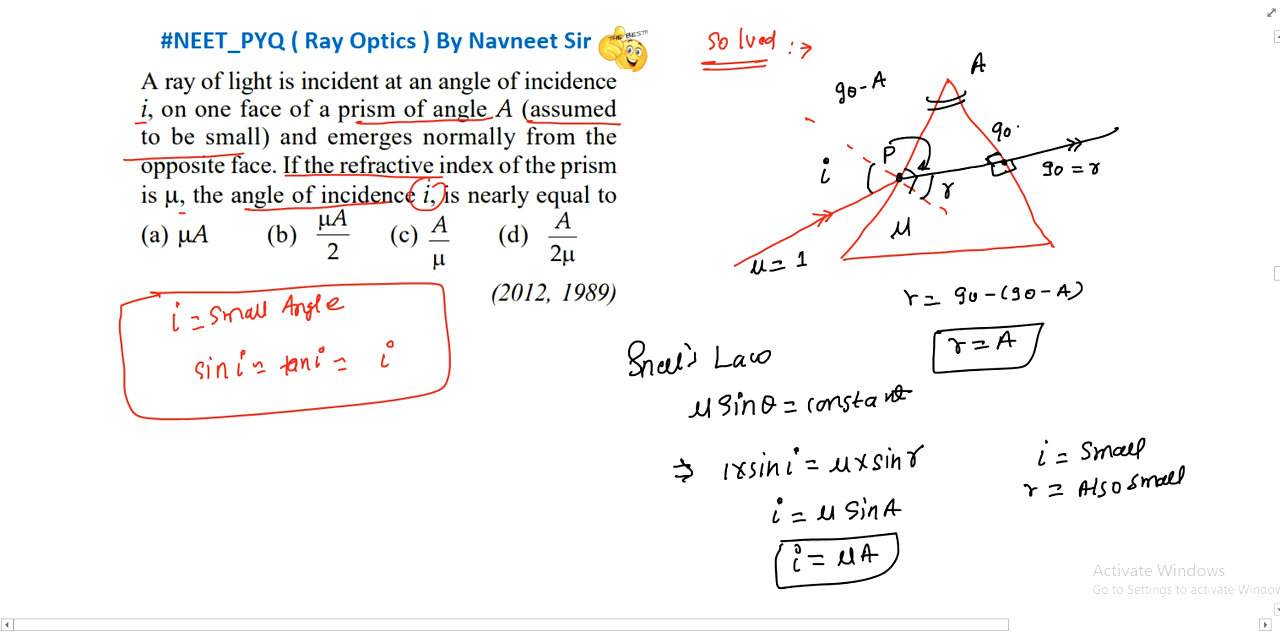 #NEET_PYQ ( Ray Optics ) By Navneet Sir
THE BEST!!
A ray of light is incident at an angle of incidence
i, on one face of a prism of angle A (assumed
to be small) and emerges normally from the
opposite face. If the refractive index of the prism
is μ, the angle of incidence i, is nearly equal to
(a) μA (b) μA/2 (c) A/μ (d) A/2μ
(2012, 1989)
i = Small Angle
sin i = tan i = i
Solved :→
A
90-A
90°
P
i
r
90 = r
μ
μ = 1
r = 90 - (90 - A)
r = A
Snell's Law
μ sin θ = constant
⇒ 1 x sin i = μ x sin r
i = μ Sin A
i = μA
i = Small
r = Also Small
Activate Windows
Go to Settings to activate Window